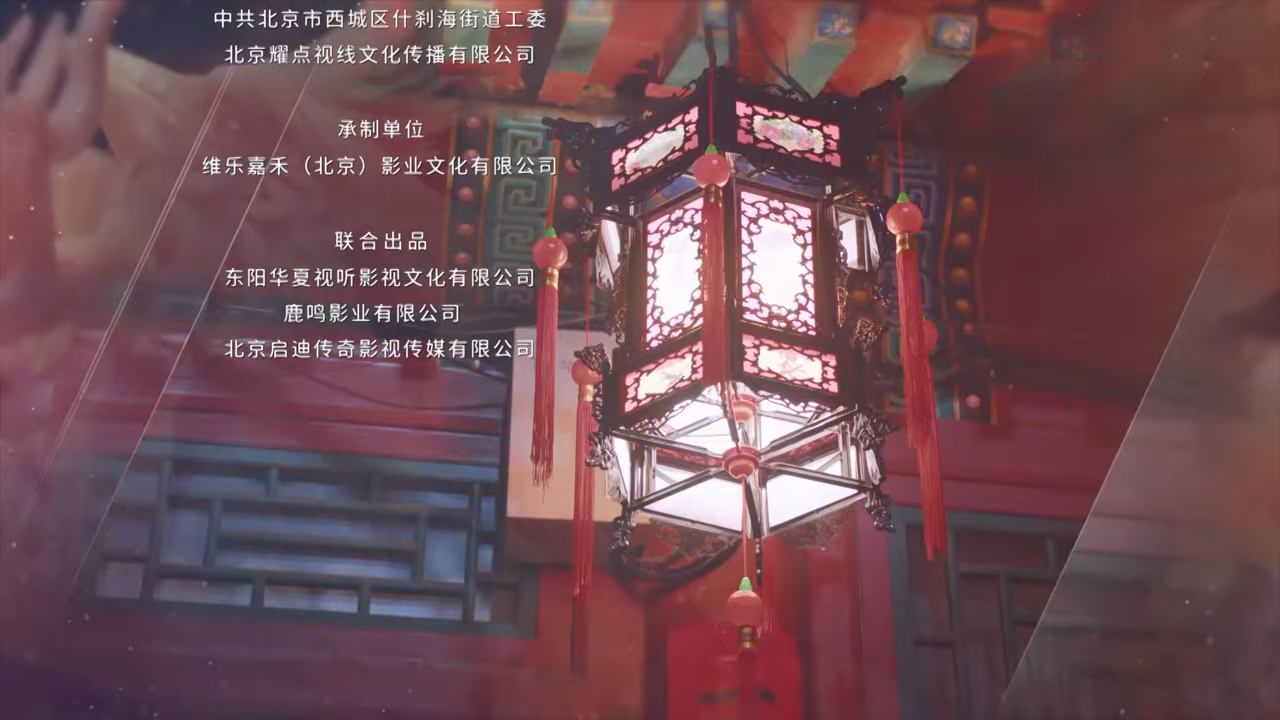 中共北京市西城区什刹海街道工委
北京耀点视线文化传播有限公司
承制单位
维乐嘉禾（北京）影业文化有限公司
联合出品
东阳华夏视听影视文化有限公司
鹿鸣影业有限公司
北京启迪传奇影视传媒有限公司